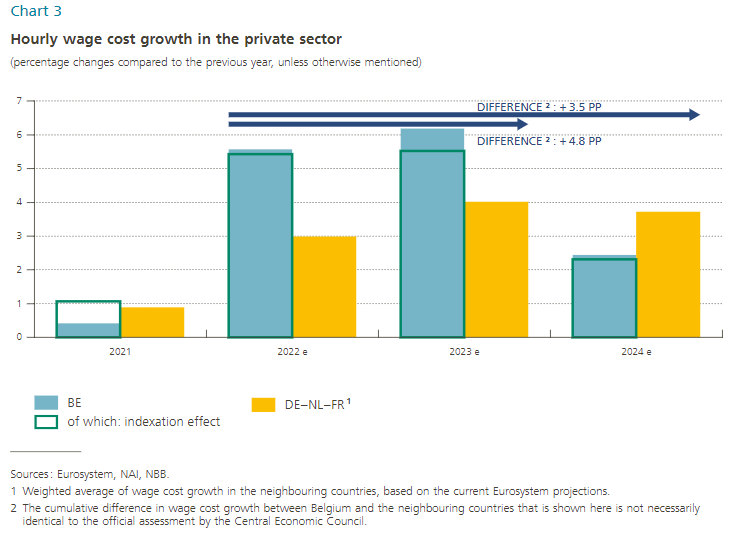 Chart 3
Hourly wage cost growth in the private sector
(percentage changes compared to the previous year, unless otherwise mentioned)
7
DIFFERENCE ² : + 3.5 PP
6
DIFFERENCE ² : + 4.8 PP
5
4
3
2
1
0
2021
2022 e
2023 e
2024 e
BE
DE–NL–FR ¹
of which: indexation effect
Sources : Eurosystem, NAI, NBB.
1 Weighted average of wage cost growth in the neighbouring countries, based on the current Eurosystem projections.
2 The cumulative difference in wage cost growth between Belgium and the neighbouring countries that is shown here is not necessarily
identical to the official assessment by the Central Economic Council.